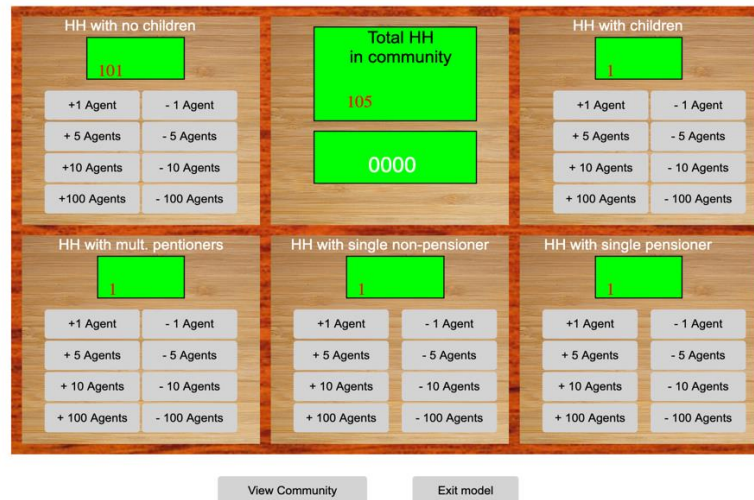 HH with no children
101
+1 Agent - 1 Agent
+ 5 Agents - 5 Agents
+10 Agents - 10 Agents
+100 Agents - 100 Agents
Total HH
in community
105
0000
HH with children
1
+1 Agent - 1 Agent
+ 5 Agents - 5 Agents
+ 10 Agents - 10 Agents
+ 100 Agents - 100 Agents
HH with mult. pentioners
1
+1 Agent - 1 Agent
+ 5 Agents - 5 Agents
+ 10 Agents - 10 Agents
+ 100 Agents - 100 Agents
HH with single non-pensioner
1
+1 Agent - 1 Agent
+ 5 Agents - 5 Agents
+ 10 Agents - 10 Agents
+ 100 Agents - 100 Agents
HH with single pensioner
1
+1 Agent - 1 Agent
+ 5 Agents - 5 Agents
+ 10 Agents - 10 Agents
+ 100 Agents - 100 Agents
View Community Exit model